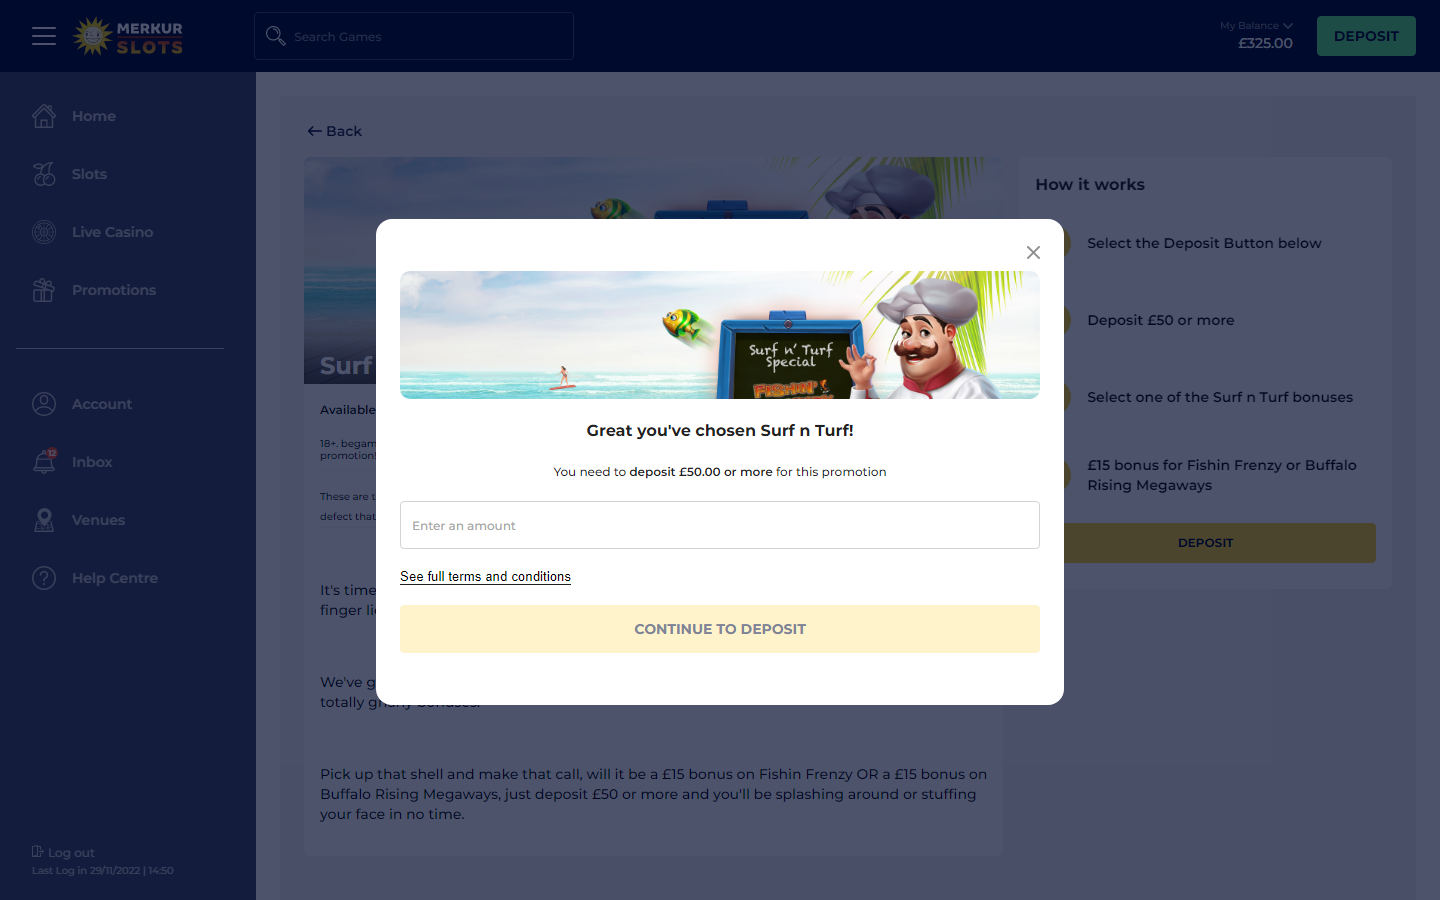 MERKUR
SLOTS
Search Games
My Balance
£325.00
DEPOSIT
Home
Slots
Live Casino
Promotions
Account
12
Inbox
Venues
Help Centre
Log out
Last Log in 29/11/2022 | 14:50
Back
Surf
Available
18+.
promotion!
These are
defect that
It's time
finger
We've
totally gnarly bonuses.
Pick up that shell and make that call, will it be a £15 bonus on Fishin Frenzy OR a £15 bonus on
Buffalo Rising Megaways, just deposit £50 or more and you'll be splashing around or stuffing
your face in no time.
Surf n' Turf
Special
FISHIN'
Great you've chosen Surf n Turf!
You need to deposit £50.00 or more for this promotion
Enter an amount
See full terms and conditions
CONTINUE TO DEPOSIT
How it works
Select the Deposit Button below
Deposit £50 or more
Select one of the Surf n Turf bonuses
£15 bonus for Fishin Frenzy or Buffalo
Rising Megaways
DEPOSIT